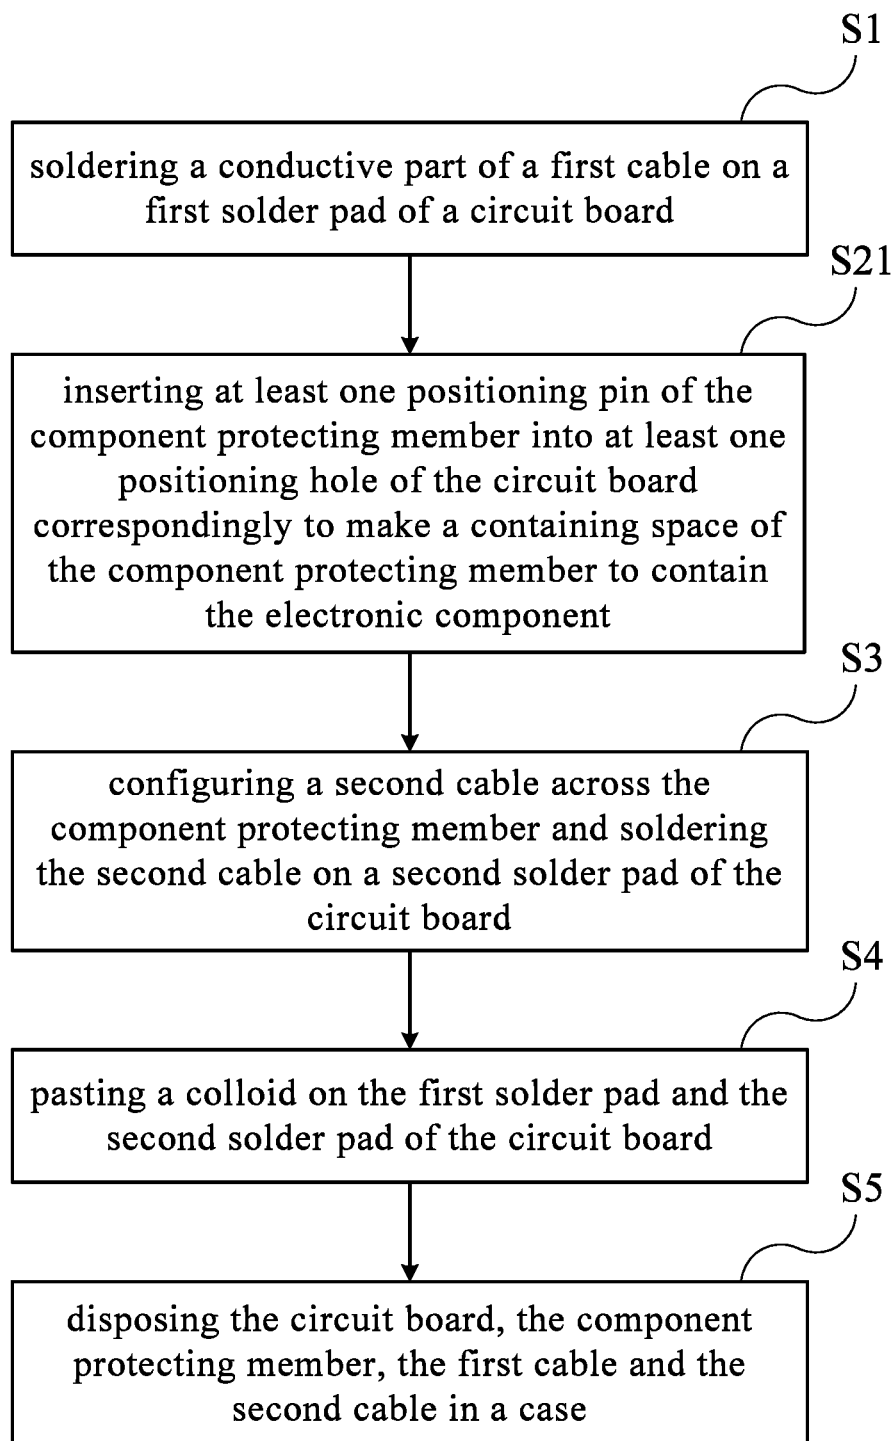 S1
soldering a conductive part of a first cable on a
first solder pad of a circuit board
S21
inserting at least one positioning pin of the
component protecting member into at least one
positioning hole of the circuit board
correspondingly to make a containing space of
the component protecting member to contain
the electronic component
S3
configuring a second cable across the
component protecting member and soldering
the second cable on a second solder pad of the
circuit board
S4
pasting a colloid on the first solder pad and the
second solder pad of the circuit board
S5
disposing the circuit board, the component
protecting member, the first cable and the
second cable in a case